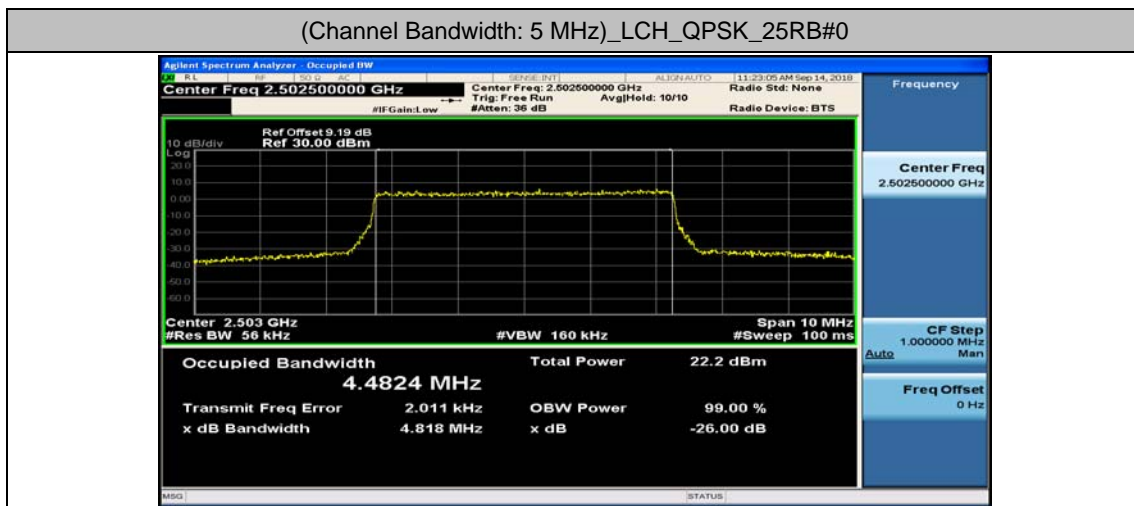 (Channel Bandwidth: 5 MHz)_LCH_QPSK_25RB#0
Agilent Spectrum Analyzer - Occupied BW
RL RF 50 Ω AC SENSE:INT ALIGNAUTO 11:23:05 AM Sep 14, 2018
Center Freq 2.502500000 GHz
Center Freq: 2.502500000 GHz
Radio Std: None
Trig: Free Run Avg|Hold: 10/10
#IFGain:Low #Atten: 36 dB Radio Device: BTS
Frequency
Ref Offset 9.19 dB
10 dB/div Ref 30.00 dBm
Log
20.0
10.0
0.00
-10.0
-20.0
-30.0
-40.0
-50.0
-60.0
Center 2.503 GHz Span 10 MHz
#Res BW 56 kHz #VBW 160 kHz #Sweep 100 ms
Center Freq
2.502500000 GHz
CF Step
1.000000 MHz
Auto Man
Freq Offset
0 Hz
Occupied Bandwidth Total Power 22.2 dBm
4.4824 MHz
Transmit Freq Error 2.011 kHz OBW Power 99.00 %
x dB Bandwidth 4.818 MHz x dB -26.00 dB
MSG STATUS